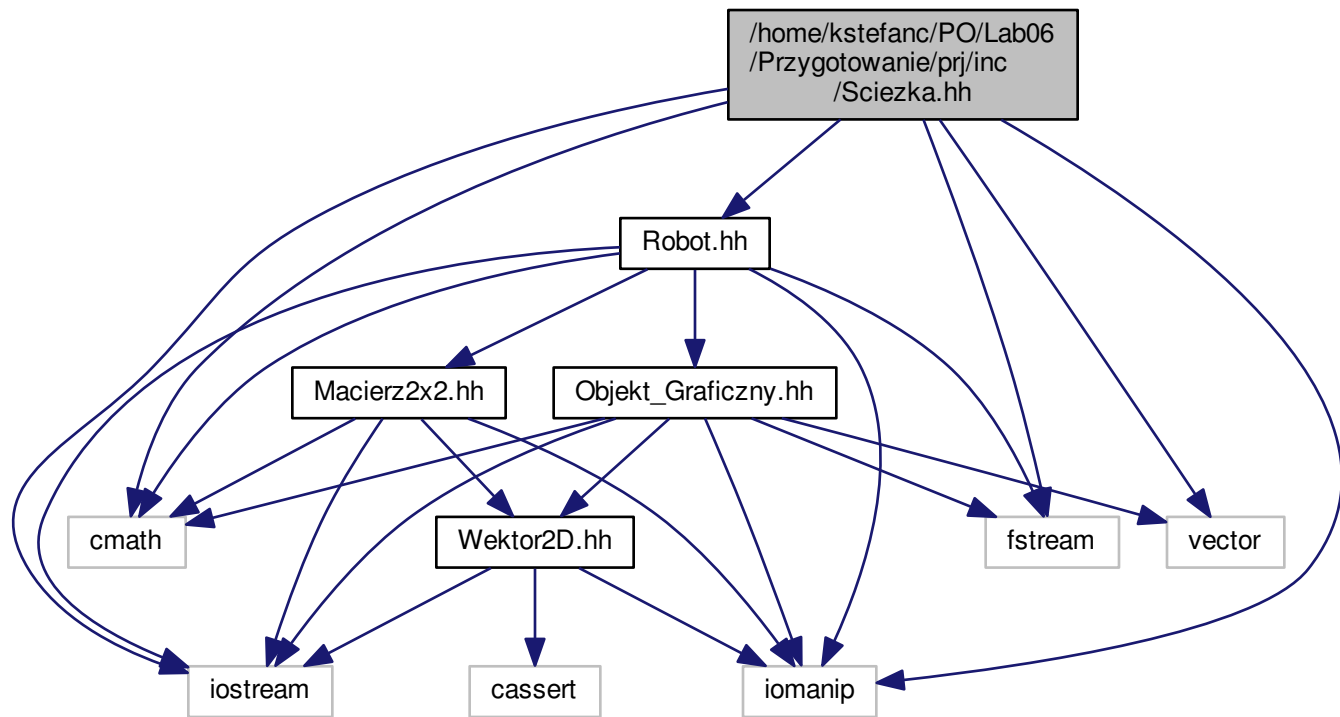 /home/kstefanc/PO/Lab06
/Przygotowanie/prj/inc
/Sciezka.hh
Robot.hh
Macierz2x2.hh
Objekt_Graficzny.hh
cmath
Wektor2D.hh
fstream
vector
iostream
cassert
iomanip